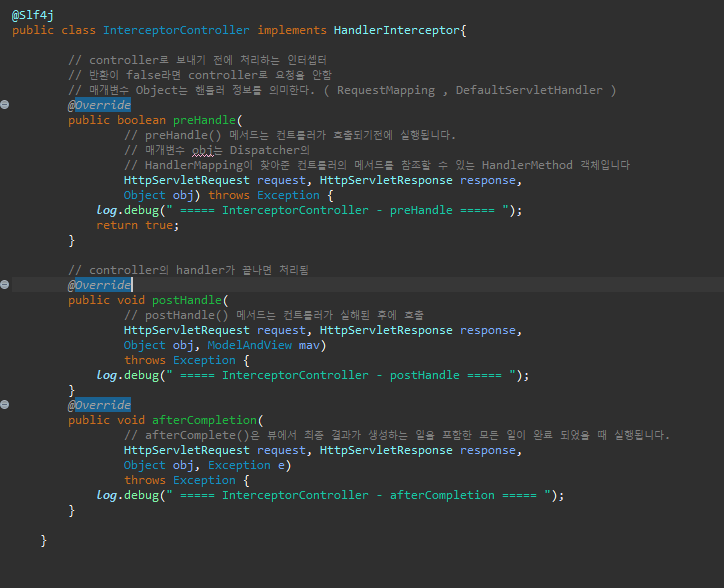 @Slf4j
public class InterceptorController implements HandlerInterceptor{
// controller로 보내기 전에 처리하는 인터셉터
// 반환이 false라면 controller로 요청을 안함
// 매개변수 Object는 핸들러 정보를 의미한다. ( RequestMapping , DefaultServletHandler )
@Override
public boolean preHandle(
// preHandle() 메서드는 컨트롤러가 호출되기전에 실행됩니다.
// 매개변수 obj는 Dispatcher의
// HandlerMapping이 찾아준 컨트롤러의 메서드를 참조할 수 있는 HandlerMethod 객체입니다
HttpServletRequest request, HttpServletResponse response,
Object obj) throws Exception {
log.debug(" ===== InterceptorController - preHandle ===== ");
return true;
}
// controller의 handler가 끝나면 처리됨
@Override
public void postHandle(
// postHandle() 메서드는 컨트롤러가 실해된 후에 호출
HttpServletRequest request, HttpServletResponse response,
Object obj, ModelAndView mav)
throws Exception {
log.debug(" ===== InterceptorController - postHandle ===== ");
}
@Override
public void afterCompletion(
// afterComplete()은 뷰에서 최종 결과가 생성하는 일을 포함한 모든 일이 완료 되었을 때 실행됩니다.
HttpServletRequest request, HttpServletResponse response,
Object obj, Exception e)
throws Exception {
log.debug(" ===== InterceptorController - afterCompletion ===== ");
}
}